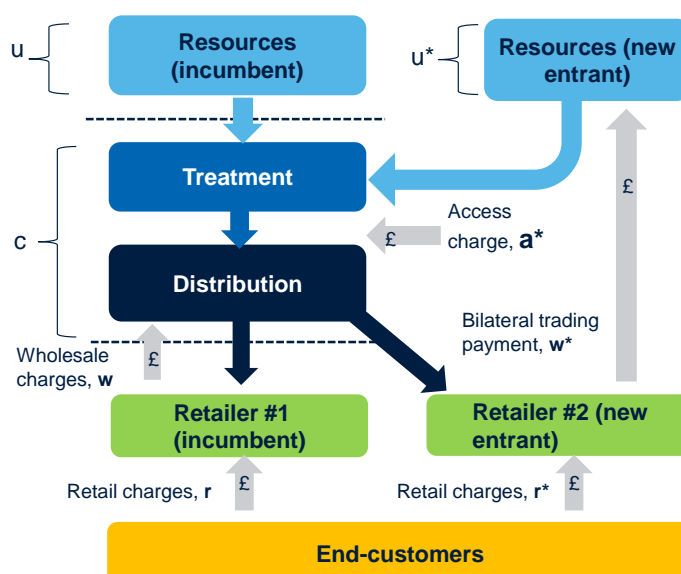 u
Resources
(incumbent)
u*
Resources (new
entrant)
Treatment
£
Access
charge, a*
£
c
Distribution
Bilateral trading
payment, w*
Wholesale
charges, w
£
Retailer #1
(incumbent)
Retailer #2 (new
entrant)
Retail charges, r
£
Retail charges, r*
£
End-customers